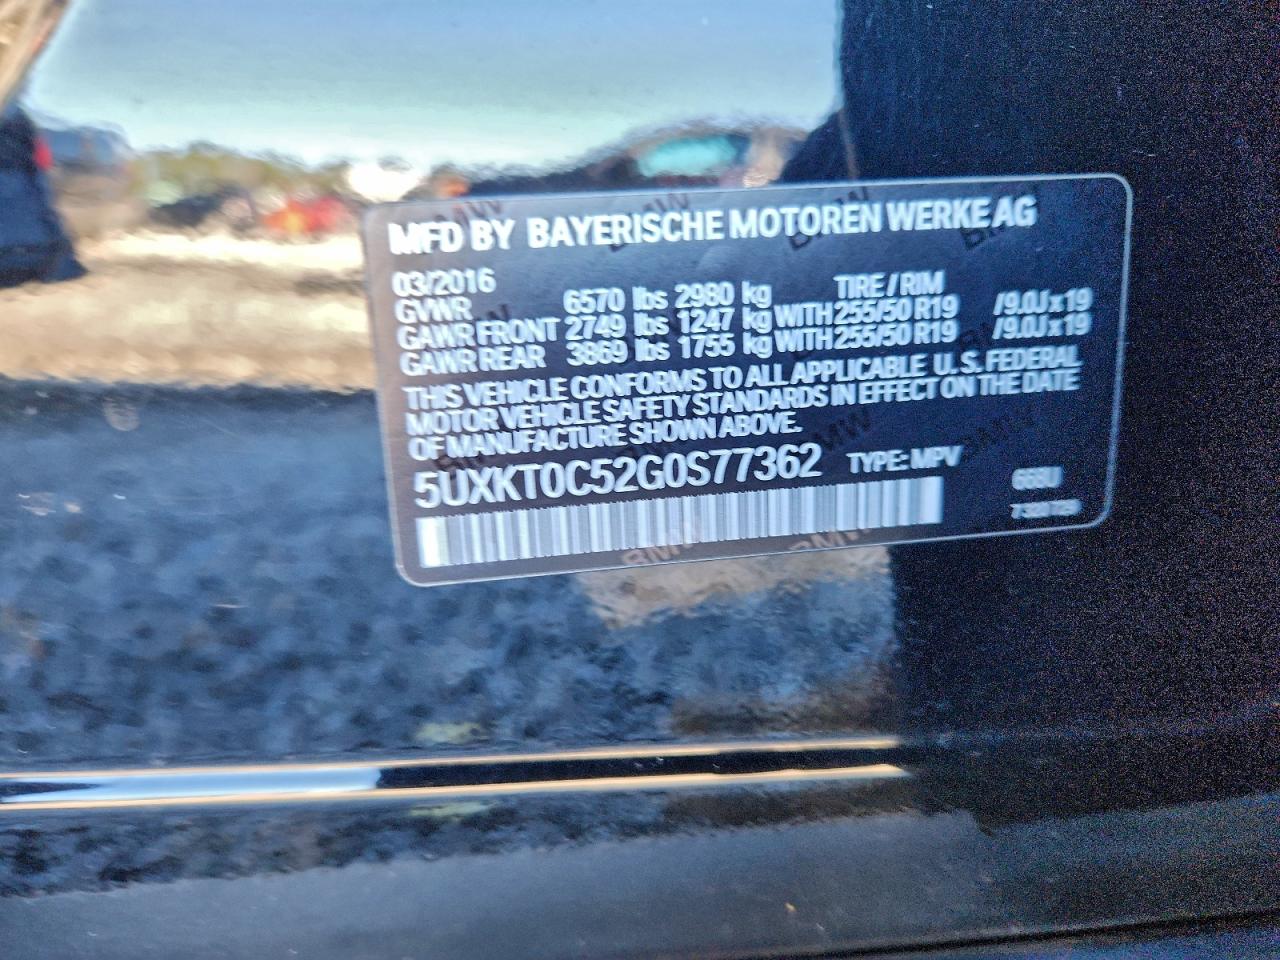 MFD BY BAYERISCHE MOTOREN WERKE AG
03/2016 TIRE / RIM
GVWR 6570 lbs 2980 kg
GAWR FRONT 2749 lbs 1247 kg WITH 255/50 R19 /9.0J x 19
GAWR REAR 3869 lbs 1755 kg WITH 255/50 R19 /9.0J x 19
THIS VEHICLE CONFORMS TO ALL APPLICABLE U.S. FEDERAL
MOTOR VEHICLE SAFETY STANDARDS IN EFFECT ON THE DATE
OF MANUFACTURE SHOWN ABOVE.
5UXKT0C52G0S77362 TYPE: MPV